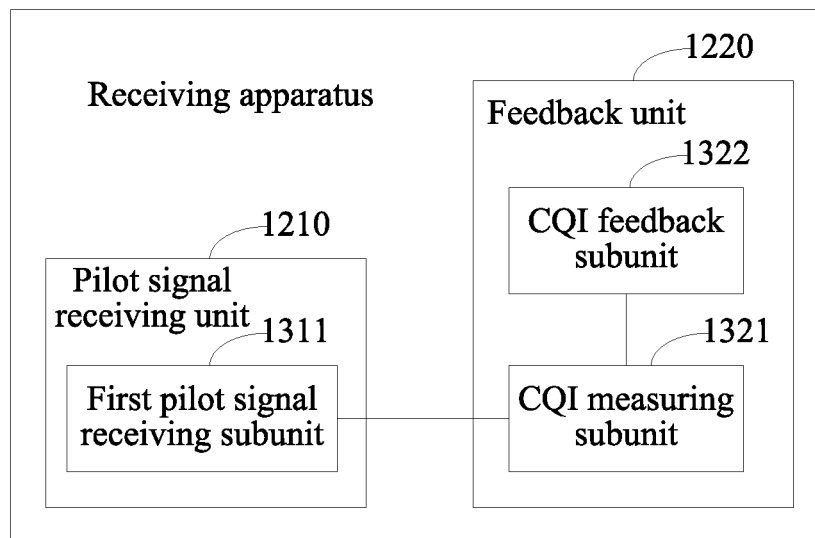 1220
Receiving apparatus
Feedback unit
1322
CQI feedback
subunit
1210
Pilot signal
receiving unit
1311
1321
First pilot signal
receiving subunit
CQI measuring
subunit